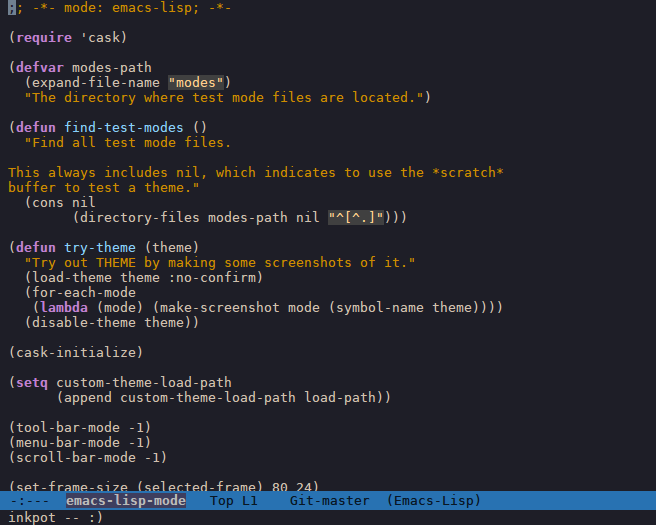 ;; -*- mode: emacs-lisp; -*-

(require 'cask)

(defvar modes-path
  (expand-file-name "modes")
  "The directory where test mode files are located.")

(defun find-test-modes ()
  "Find all test mode files.

This always includes nil, which indicates to use the *scratch*
buffer to test a theme."
  (cons nil
        (directory-files modes-path nil "^[^.]")))

(defun try-theme (theme)
  "Try out THEME by making some screenshots of it."
  (load-theme theme :no-confirm)
  (for-each-mode
   (lambda (mode) (make-screenshot mode (symbol-name theme))))
  (disable-theme theme))

(cask-initialize)

(setq custom-theme-load-path
      (append custom-theme-load-path load-path))

(tool-bar-mode -1)
(menu-bar-mode -1)
(scroll-bar-mode -1)

(set-frame-size (selected-frame) 80 24)
-:---  emacs-lisp-mode   Top L1    Git-master  (Emacs-Lisp)
inkpot -- :)